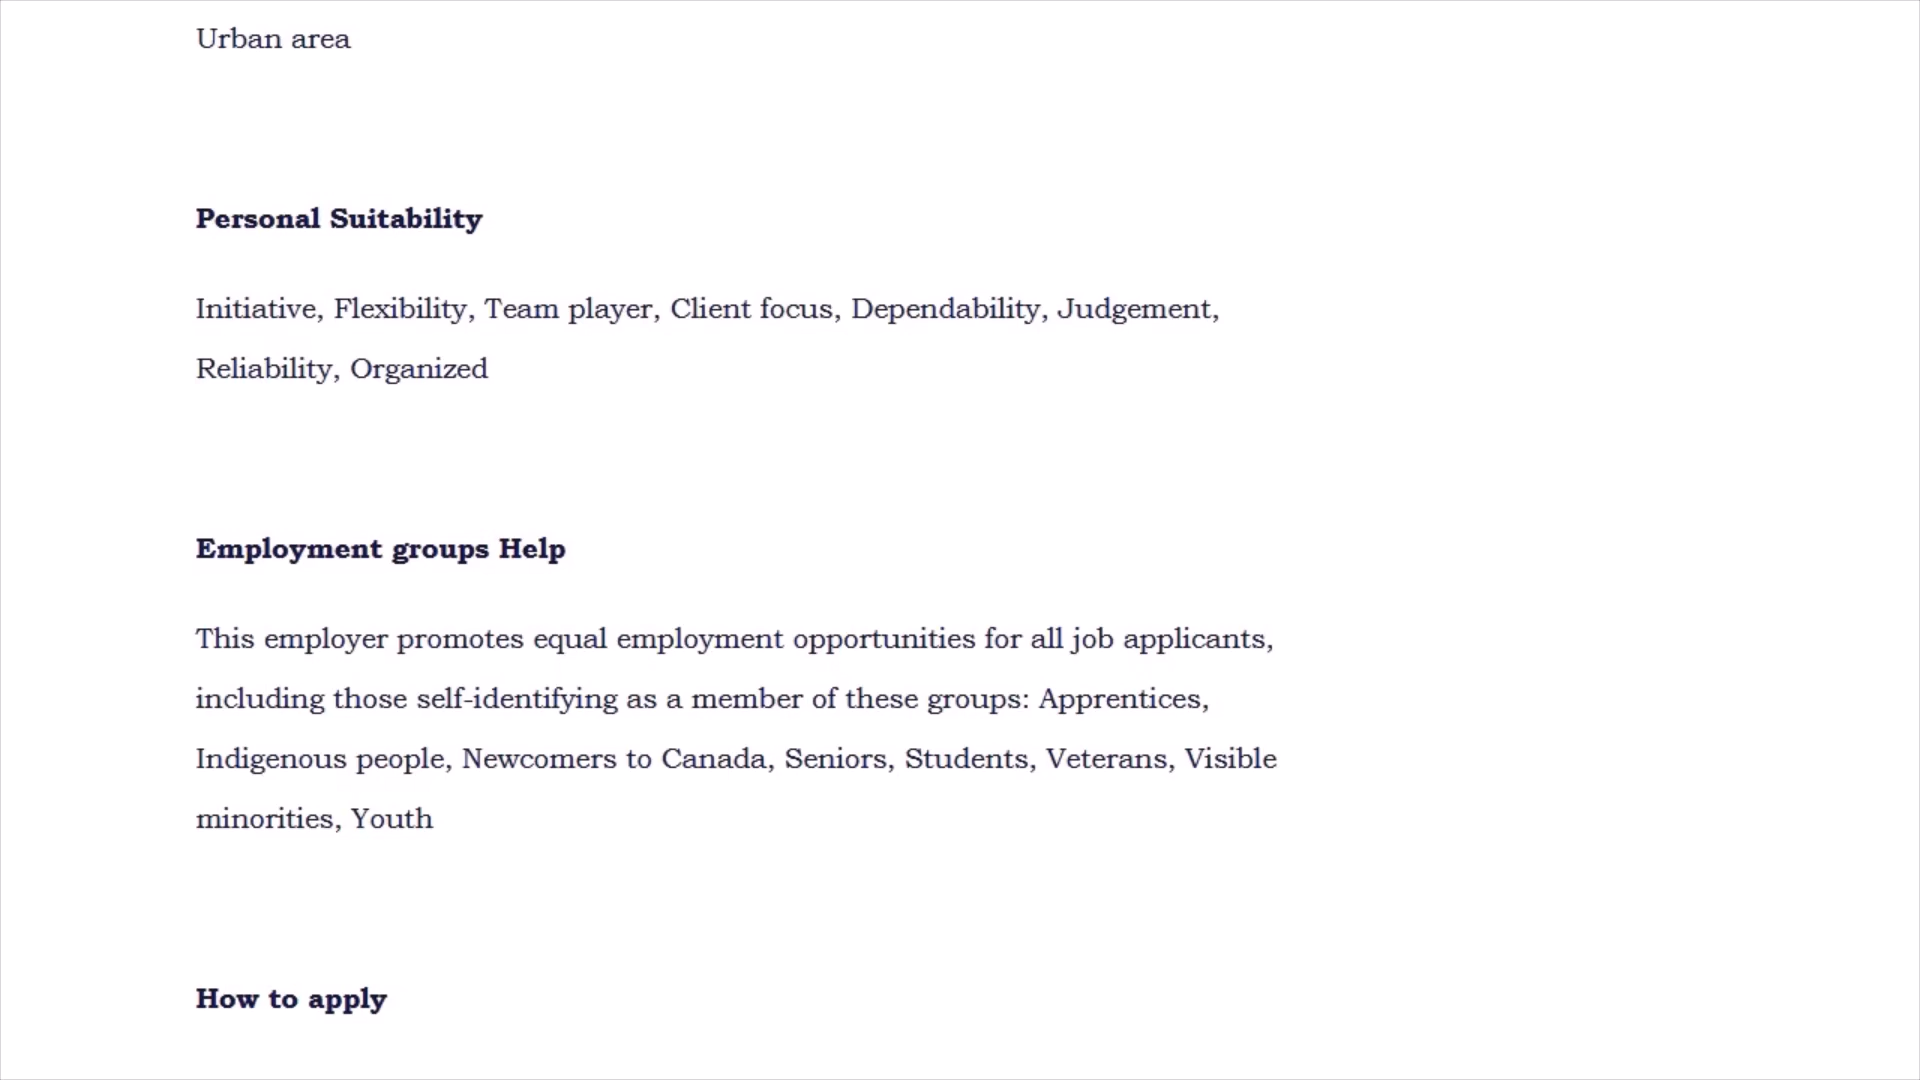 Urban area
Personal Suitability
Initiative, Flexibility, Team player, Client focus, Dependability, Judgement,
Reliability, Organized
Employment groups Help
This employer promotes equal employment opportunities for all job applicants,
including those self-identifying as a member of these groups: Apprentices,
Indigenous people, Newcomers to Canada, Seniors, Students, Veterans, Visible
minorities, Youth
How to apply